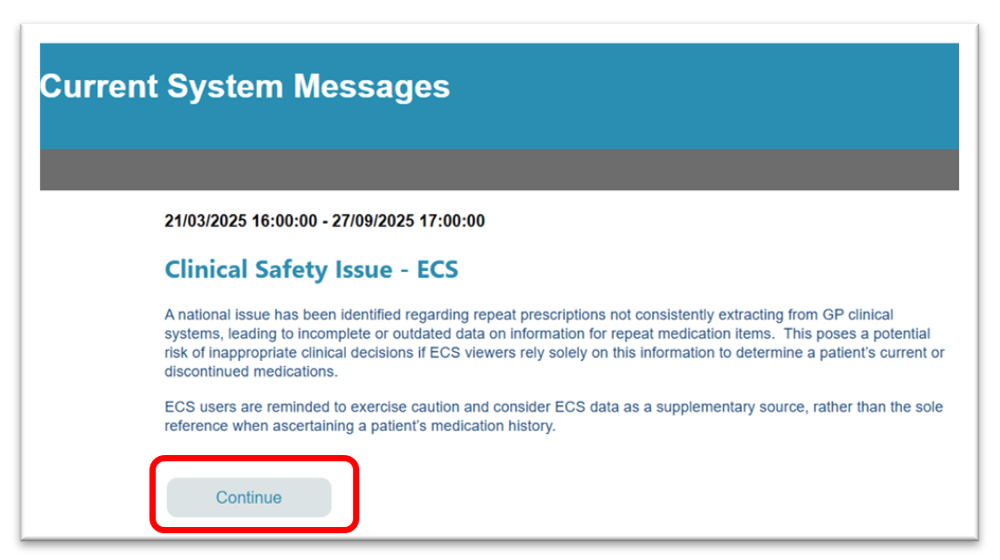 Current System Messages
21/03/2025 16:00:00 - 27/09/2025 17:00:00
Clinical Safety Issue - ECS
A national issue has been identified regarding repeat prescriptions not consistently extracting from GP clinical
systems, leading to incomplete or outdated data on information for repeat medication items.  This poses a potential
risk of inappropriate clinical decisions if ECS viewers rely solely on this information to determine a patient's current or
discontinued medications.
ECS users are reminded to exercise caution and consider ECS data as a supplementary source, rather than the sole
reference when ascertaining a patient's medication history.
Continue